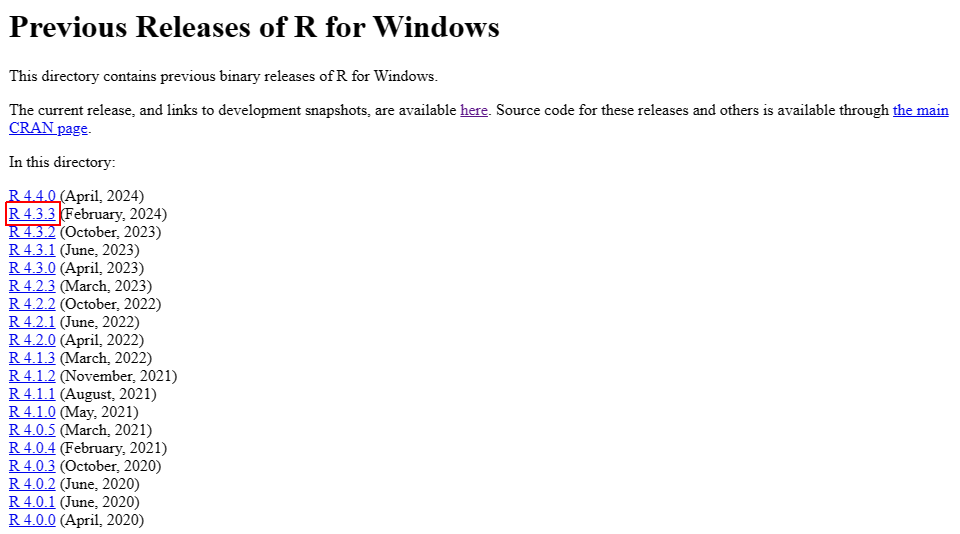 Previous Releases of R for Windows
This directory contains previous binary releases of R for Windows.
The current release, and links to development snapshots, are available here. Source code for these releases and others is available through the main
CRAN page.
In this directory:
R 4.4.0 (April, 2024)
R 4.3.3 (February, 2024)
R 4.3.2 (October, 2023)
R 4.3.1 (June, 2023)
R 4.3.0 (April, 2023)
R 4.2.3 (March, 2023)
R 4.2.2 (October, 2022)
R 4.2.1 (June, 2022)
R 4.2.0 (April, 2022)
R 4.1.3 (March, 2022)
R 4.1.2 (November, 2021)
R 4.1.1 (August, 2021)
R 4.1.0 (May, 2021)
R 4.0.5 (March, 2021)
R 4.0.4 (February, 2021)
R 4.0.3 (October, 2020)
R 4.0.2 (June, 2020)
R 4.0.1 (June, 2020)
R 4.0.0 (April, 2020)